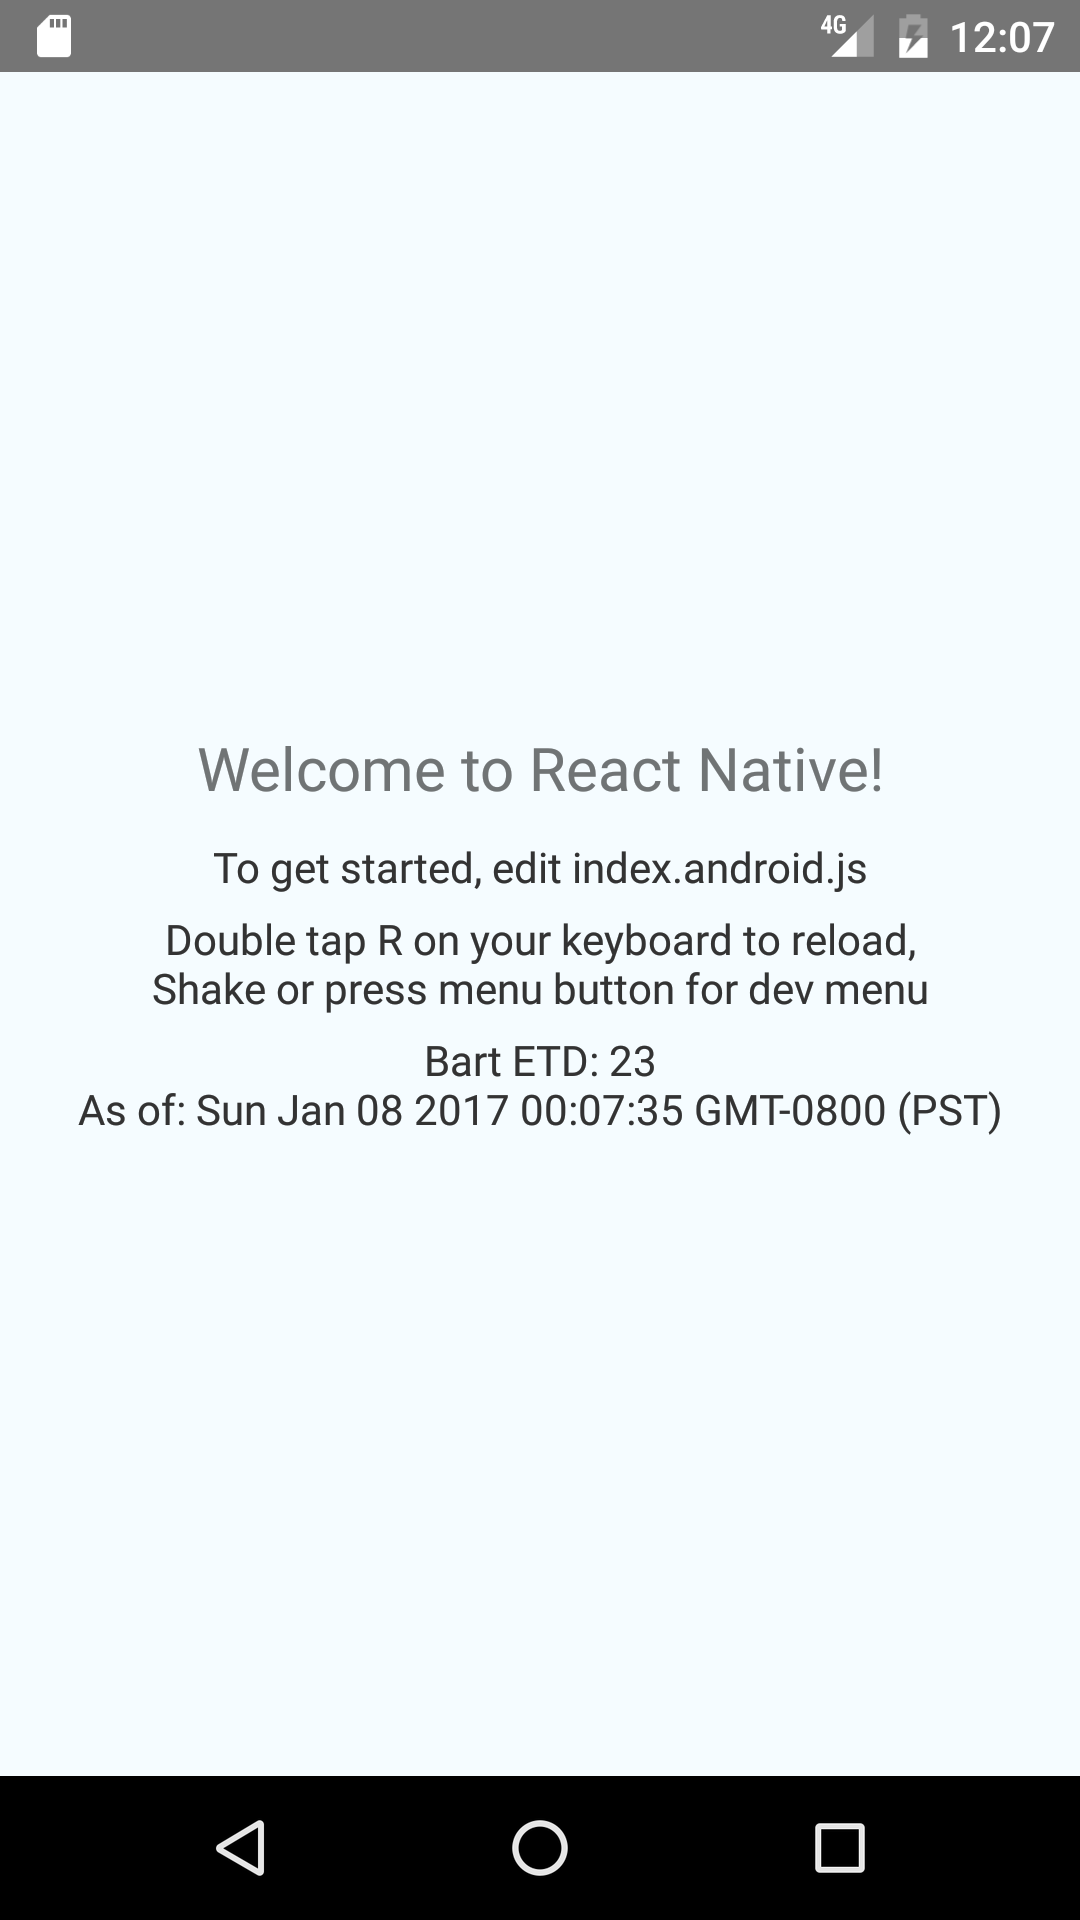 4G 12:07
Welcome to React Native!
To get started, edit index.android.js
Double tap R on your keyboard to reload,
Shake or press menu button for dev menu
Bart ETD: 23
As of: Sun Jan 08 2017 00:07:35 GMT-0800 (PST)